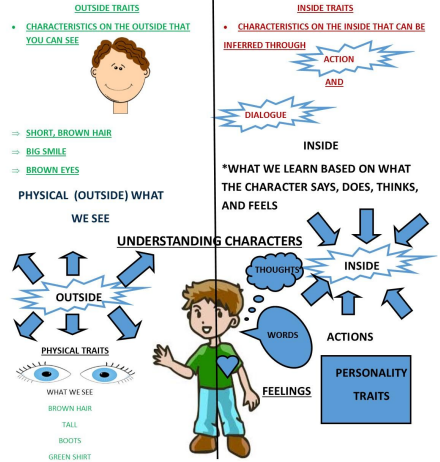 OUTSIDE TRAITS
• CHARACTERISTICS ON THE OUTSIDE THAT
YOU CAN SEE
⇒ SHORT, BROWN HAIR
⇒ BIG SMILE
⇒ BROWN EYES
PHYSICAL (OUTSIDE) WHAT
WE SEE
INSIDE TRAITS
• CHARACTERISTICS ON THE INSIDE THAT CAN BE
INFERRED THROUGH
ACTION
AND
DIALOGUE
INSIDE
*WHAT WE LEARN BASED ON WHAT
THE CHARACTER SAYS, DOES, THINKS,
AND FEELS
UNDERSTANDING CHARACTERS
OUTSIDE
PHYSICAL TRAITS
WHAT WE SEE
BROWN HAIR
TALL
BOOTS
GREEN SHIRT
THOUGHTS
INSIDE
WORDS
ACTIONS
FEELINGS
PERSONALITY
TRAITS